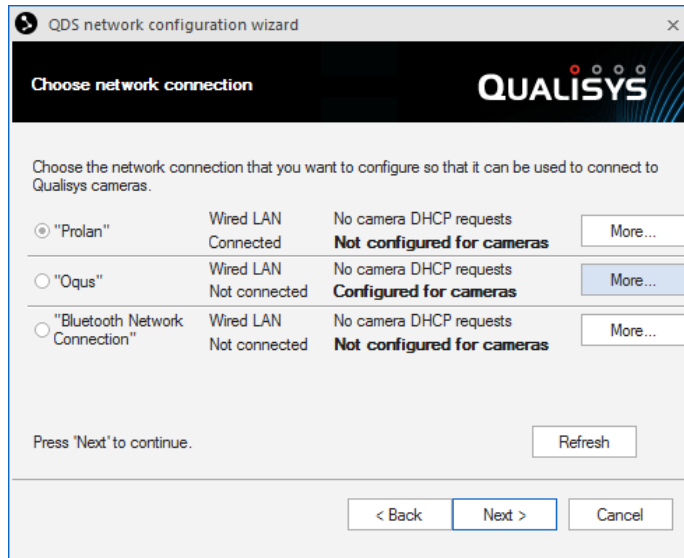 QDS network configuration wizard
Choose network connection
QUALISYS
Choose the network connection that you want to configure so that it can be used to connect to
Qualisys cameras.
"Prolan" Wired LAN No camera DHCP requests More...
Connected Not configured for cameras
"Oqus" Wired LAN No camera DHCP requests More...
Not connected Configured for cameras
"Bluetooth Network Wired LAN No camera DHCP requests More...
Connection" Not connected Not configured for cameras
Press 'Next' to continue. Refresh
< Back Next > Cancel